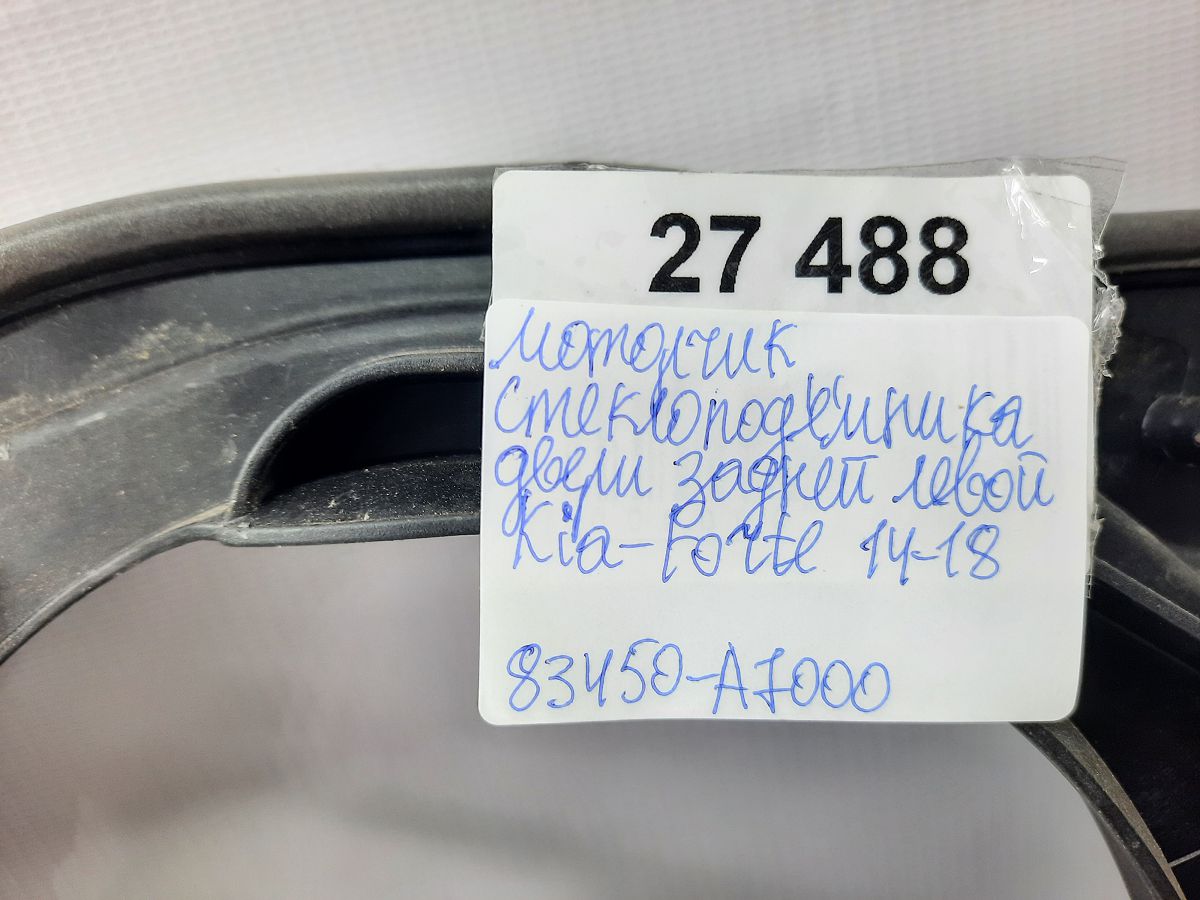 27 488
моторчик
стеклоподъемника
двери задней левой
Kia-Forte 14-18
83450-A7000